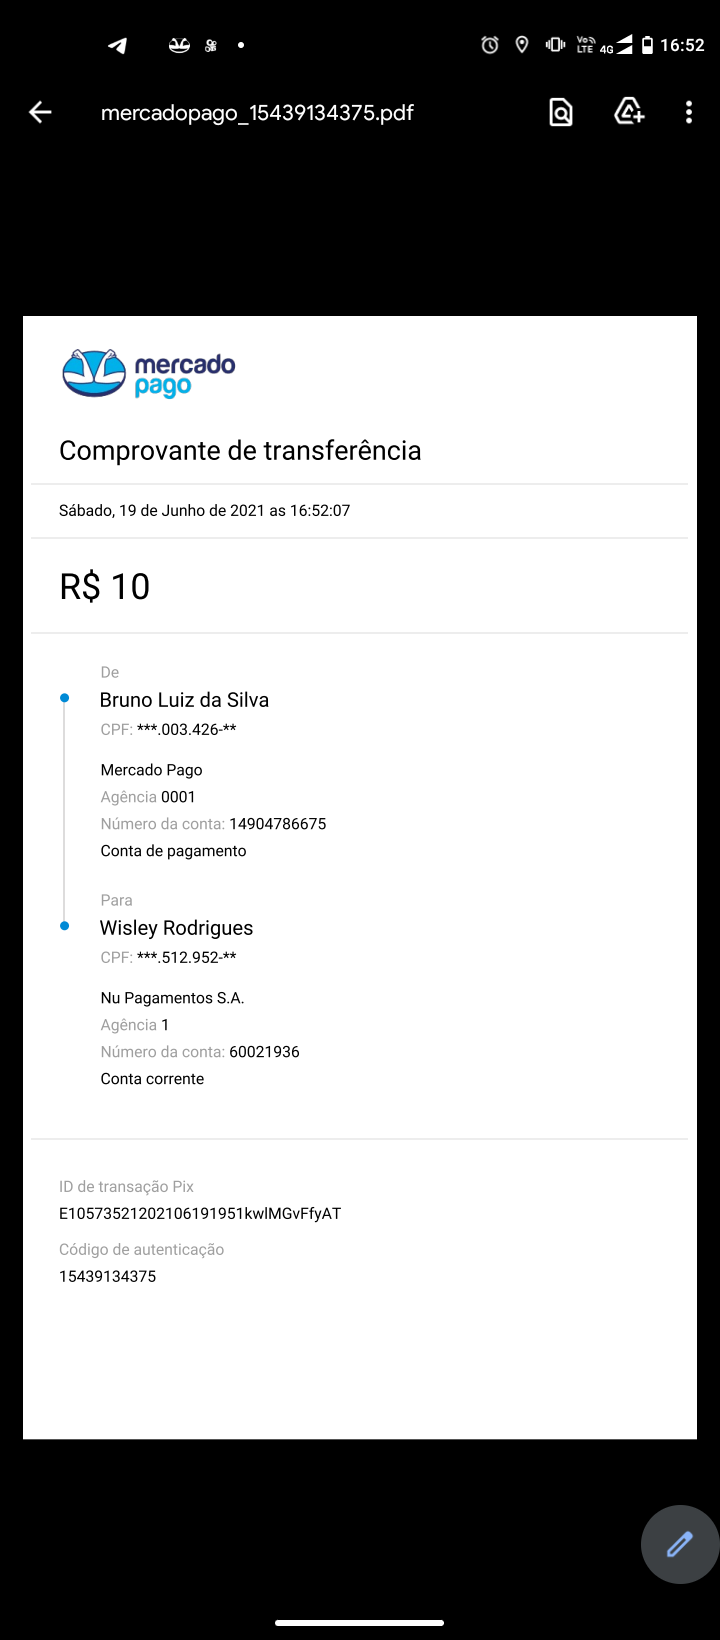 16:52
Vo LTE 4G
mercadopago_15439134375.pdf
mercado
pago
Comprovante de transferência
Sábado, 19 de Junho de 2021 as 16:52:07
R$ 10
De
Bruno Luiz da Silva
CPF: ***.003.426-**
Mercado Pago
Agência 0001
Número da conta: 14904786675
Conta de pagamento
Para
Wisley Rodrigues
CPF: ***.512.952-**
Nu Pagamentos S.A.
Agência 1
Número da conta: 60021936
Conta corrente
ID de transação Pix
E10573521202106191951kwlMGvFfyAT
Código de autenticação
15439134375